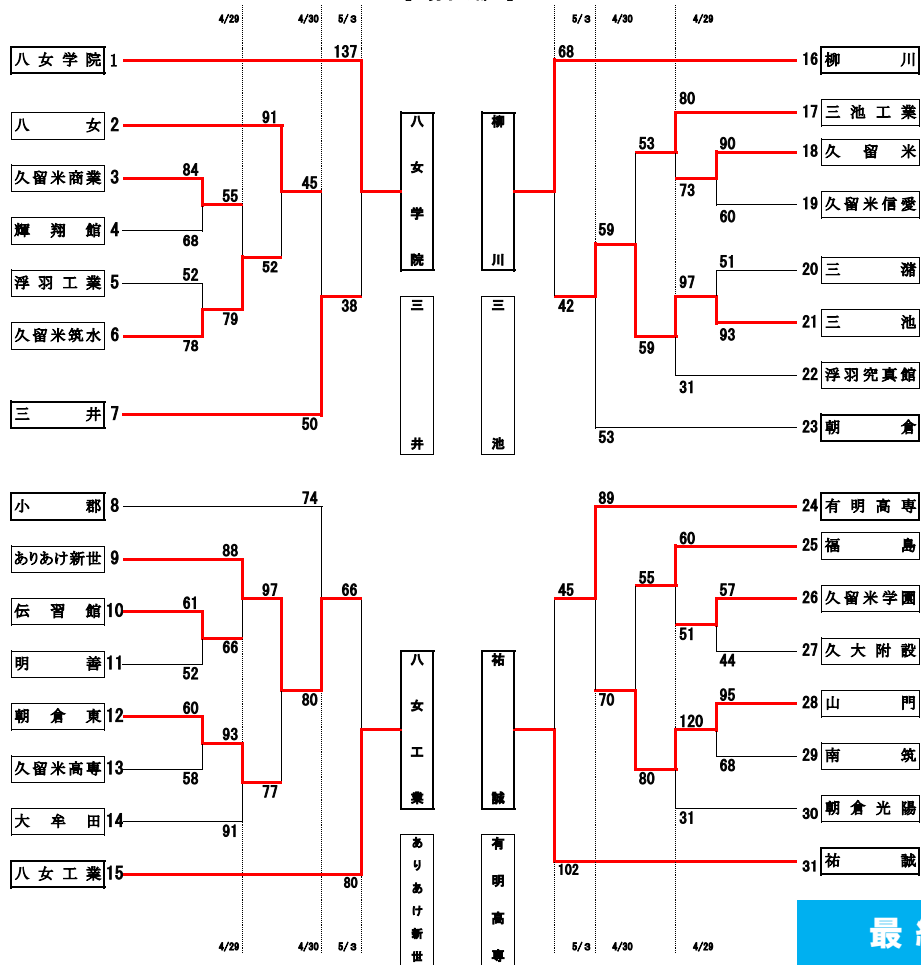 4/29 4/30 5/3 5/3 4/30 4/29
137 68
八女学院 1 16 柳川
80
17 三池工業
八女 2 91 53 90
18 久留米
久留米商業 3 84 55 45 73
19 久留米信愛
60
輝翔館 4 68 59
浮羽工業 5 52 52 97 51
20 三潴
79 38 42
21 三池
久留米筑水 6 78 59 93
22 浮羽究真館
31
三井 7 50 53
23 朝倉
八女学院
三井
柳川
三池
小郡 8 74 89
24 有明高専
ありあけ新世 9 88 60
25 福島
97 66 45 55 57
伝習館 10 61 26 久留米学園
66 51
明善 11 52 44
27 久大附設
80 70
朝倉東 12 60 95
28 山門
93 120
久留米高専 13 58 77 80 68
29 南筑
大牟田 14 91 31
30 朝倉光陽
八女工業 15 80 102
31 祐誠
八女工業
ありあけ新世
祐誠
有明高専
4/29 4/30 5/3 5/3 4/30 4/29